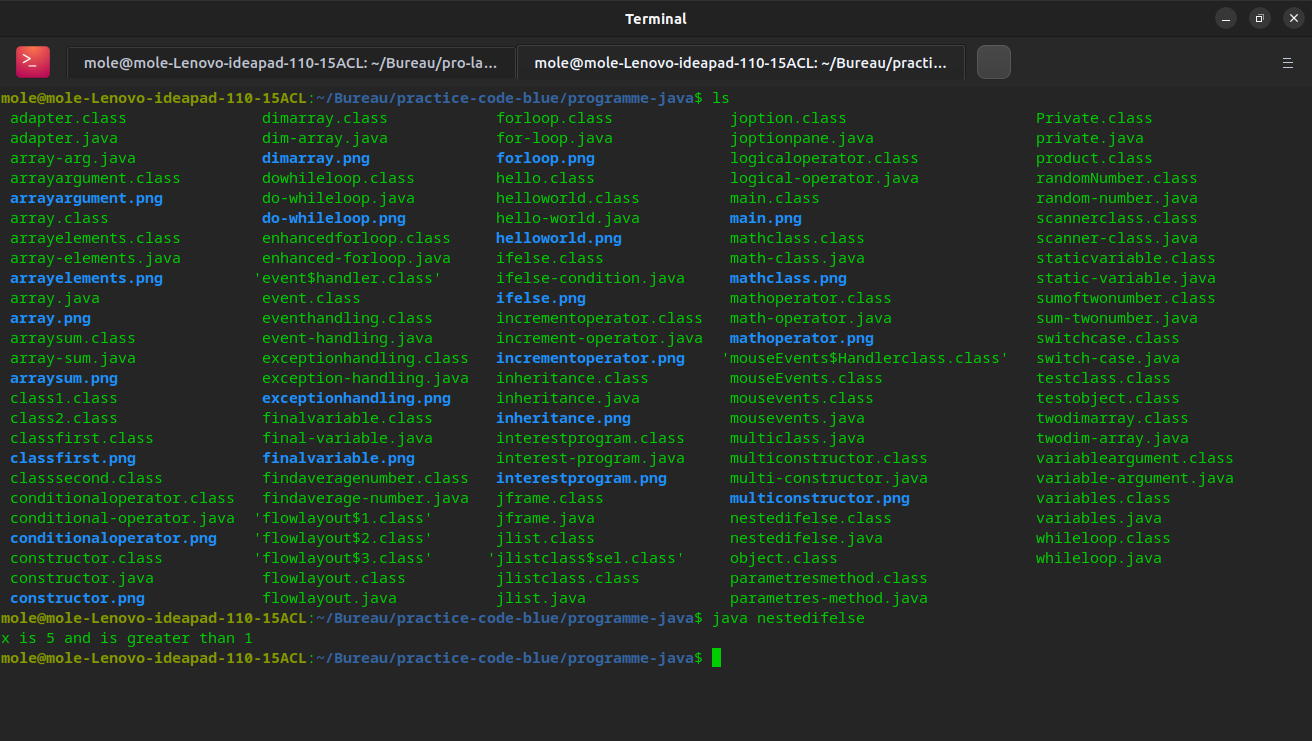 Terminal
>_
mole@mole-Lenovo-ideapad-110-15ACL: ~/Bureau/pro-la... mole@mole-Lenovo-ideapad-110-15ACL: ~/Bureau/practi...
mole@mole-Lenovo-ideapad-110-15ACL:~/Bureau/practice-code-blue/programme-java$ ls
adapter.class dimarray.class forloop.class joption.class Private.class
adapter.java dim-array.java for-loop.java joptionpane.java private.java
array-arg.java dimarray.png forloop.png logicaloperator.class product.class
arrayargument.class dowhileloop.class hello.class logical-operator.java randomNumber.class
arrayargument.png do-whileloop.java helloworld.class main.class random-number.java
array.class do-whileloop.png hello-world.java main.png scannerclass.class
arrayelements.class enhancedforloop.class helloworld.png mathclass.class scanner-class.java
array-elements.java enhanced-forloop.java ifelse.class math-class.java staticvariable.class
arrayelements.png 'event$handler.class' ifelse-condition.java mathclass.png static-variable.java
array.java event.class ifelse.png mathoperator.class sumoftwonumber.class
array.png eventhandling.class incrementoperator.class math-operator.java sum-twonumber.java
arraysum.class event-handling.java increment-operator.java mathoperator.png switchcase.class
array-sum.java exceptionhandling.class incrementoperator.png 'mouseEvents$Handlerclass.class' switch-case.java
arraysum.png exception-handling.java inheritance.class mouseEvents.class testclass.class
class1.class exceptionhandling.png inheritance.java mousevents.class testobject.class
class2.class finalvariable.class inheritance.png mousevents.java twodimarray.class
classfirst.class final-variable.java interestprogram.class multiclass.java twodim-array.java
classfirst.png finalvariable.png interest-program.java multiconstructor.class variableargument.class
classsecond.class findaveragenumber.class interestprogram.png multi-constructor.java variable-argument.java
conditionaloperator.class findaverage-number.java jframe.class multiconstructor.png variables.class
conditional-operator.java 'flowlayout$1.class' jframe.java nestedifelse.class variables.java
conditionaloperator.png 'flowlayout$2.class' jlist.class nestedifelse.java whileloop.class
constructor.class 'flowlayout$3.class' 'jlistclass$sel.class' object.class whileloop.java
constructor.java flowlayout.class jlistclass.class parametresmethod.class
constructor.png flowlayout.java jlist.java parametres-method.java
mole@mole-Lenovo-ideapad-110-15ACL:~/Bureau/practice-code-blue/programme-java$ java nestedifelse
x is 5 and is greater than 1
mole@mole-Lenovo-ideapad-110-15ACL:~/Bureau/practice-code-blue/programme-java$